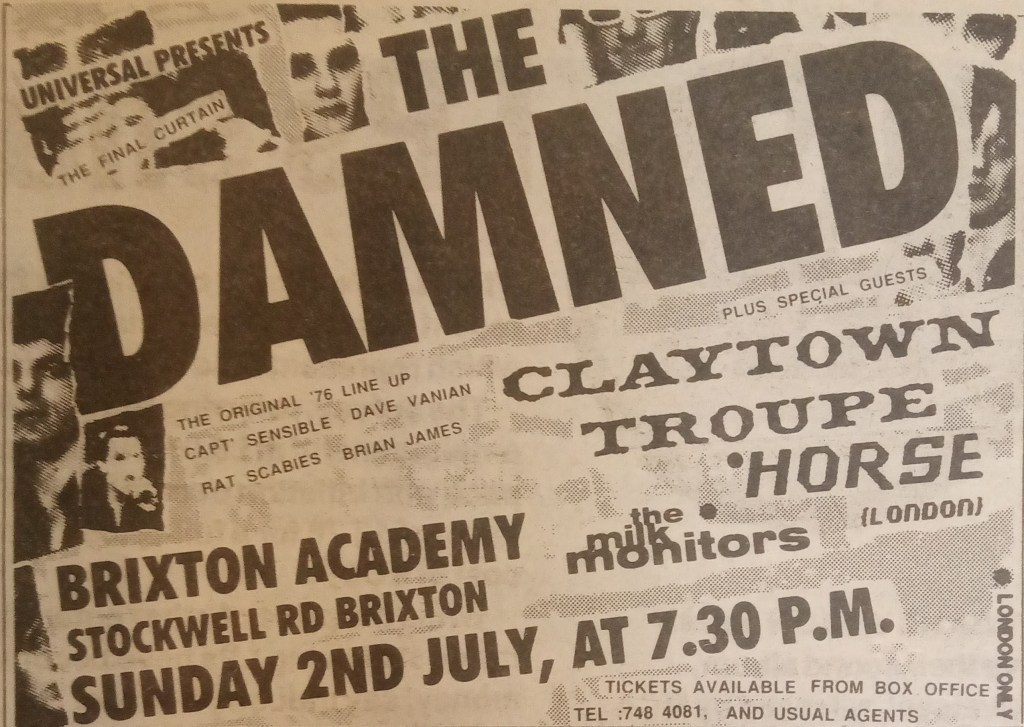 UNIVERSAL PRESENTS
THE FINAL CURTAIN
THE
DAMNED
THE ORIGINAL '76 LINE UP
CAPT' SENSIBLE DAVE VANIAN
RAT SCABIES BRIAN JAMES
PLUS SPECIAL GUESTS
CLAYTOWN
TROUPE
•HORSE
{LONDON}
the •
milk
monitors
BRIXTON ACADEMY
STOCKWELL RD BRIXTON
SUNDAY 2ND JULY, AT 7.30 P.M.
TICKETS AVAILABLE FROM BOX OFFICE
TEL :748 4081, AND USUAL AGENTS
• LONDON ONLY